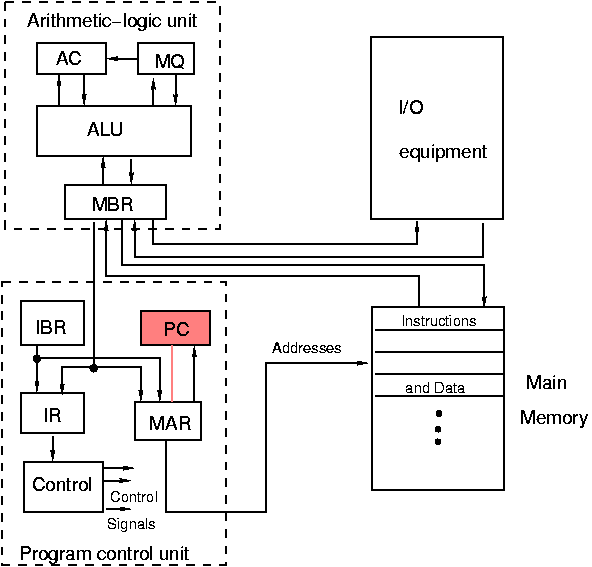 Arithmetic-logic unit
AC
MQ
ALU
MBR
I/O
equipment
IBR
PC
IR
MAR
Control
Control
Signals
Program control unit
Addresses
Instructions
and Data
Main
Memory